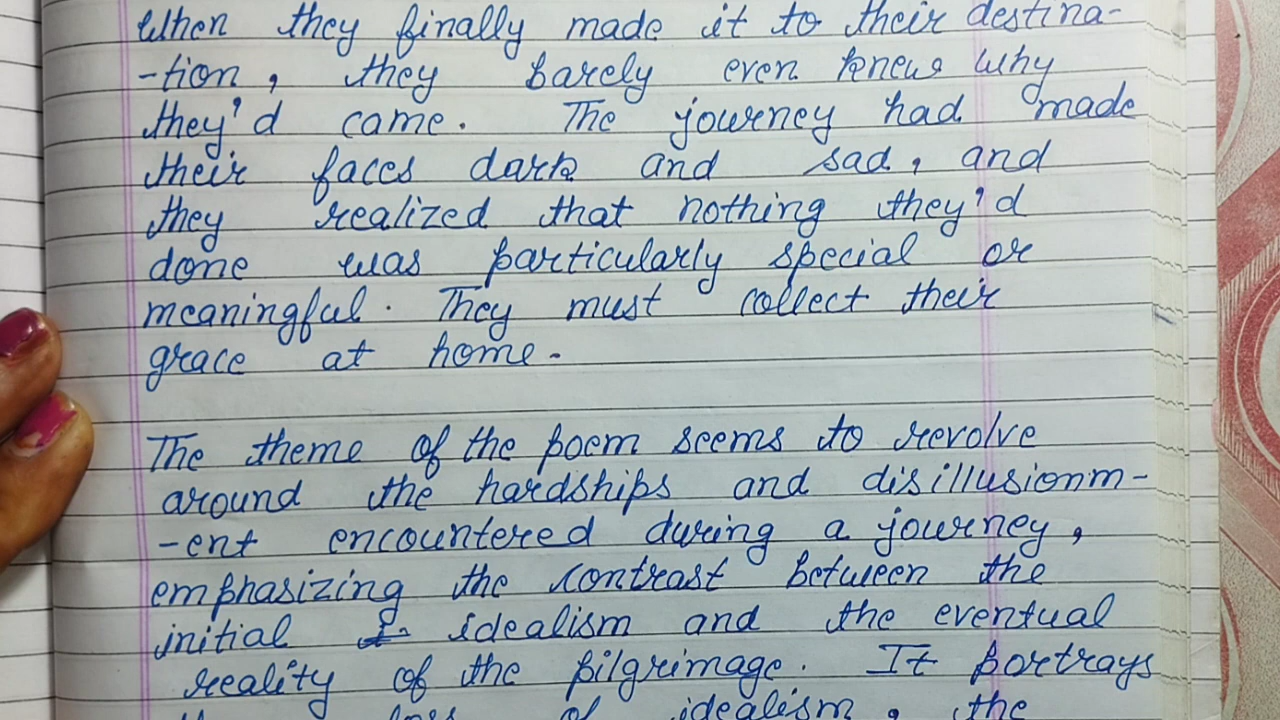 When they finally made it to their destina-
-tion, they barely even knew why
they'd came. The journey had made
their faces dark and sad, and
they realized that nothing they'd
done was particularly special or
meaningful. They must collect their
grace at home.
The theme of the poem seems to revolve
around the hardships and disillusionm-
-ent encountered during a journey,
emphasizing the contrast between the
initial idealism and the eventual
reality of the pilgrimage. It portrays
of idealism, the